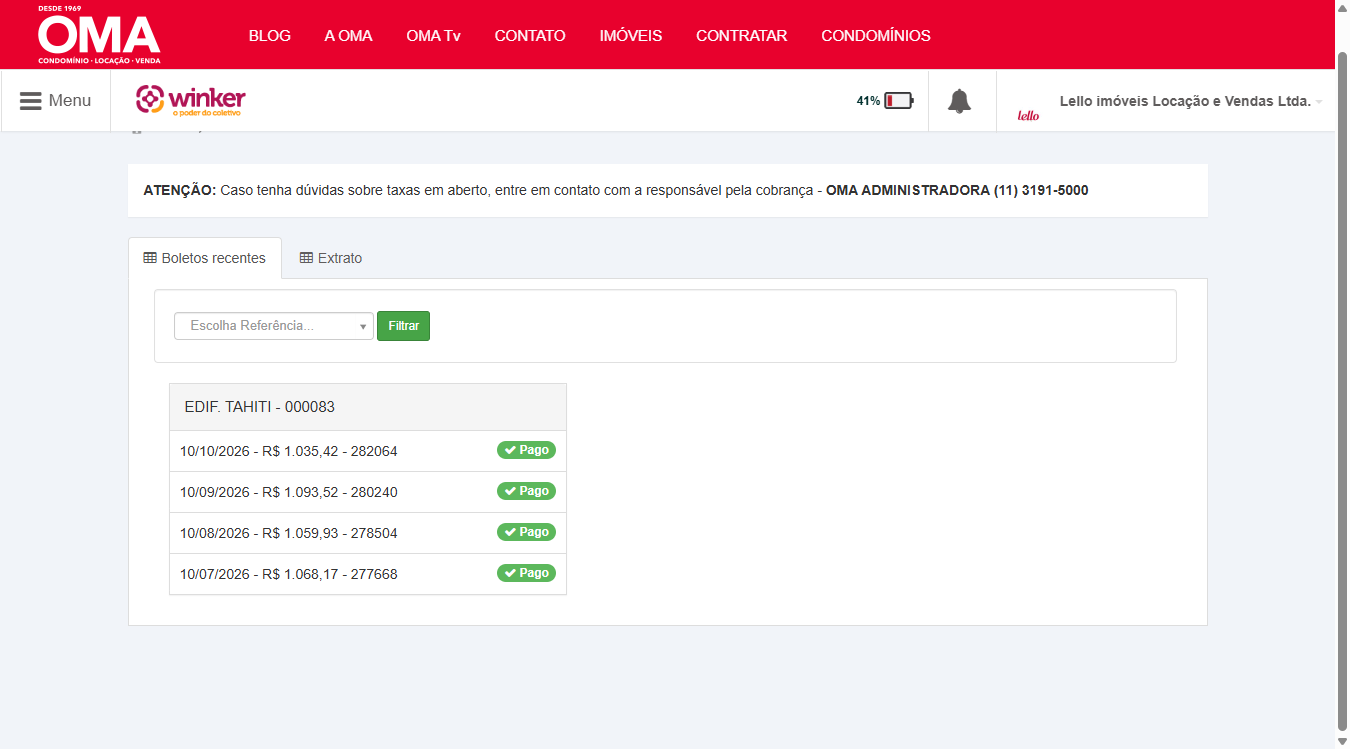 DESDE 1969
OMA
CONDOMÍNIO · LOCAÇÃO · VENDA
BLOG
A OMA
OMA Tv
CONTATO
IMÓVEIS
CONTRATAR
CONDOMÍNIOS
Menu
winker
o poder do coletivo
41%
lello
Lello imóveis Locação e Vendas Ltda.
ATENÇÃO: Caso tenha dúvidas sobre taxas em aberto, entre em contato com a responsável pela cobrança - OMA ADMINISTRADORA (11) 3191-5000
Boletos recentes
Extrato
Escolha Referência...
Filtrar
EDIF. TAHITI - 000083
10/10/2026 - R$ 1.035,42 - 282064 Pago
10/09/2026 - R$ 1.093,52 - 280240 Pago
10/08/2026 - R$ 1.059,93 - 278504 Pago
10/07/2026 - R$ 1.068,17 - 277668 Pago